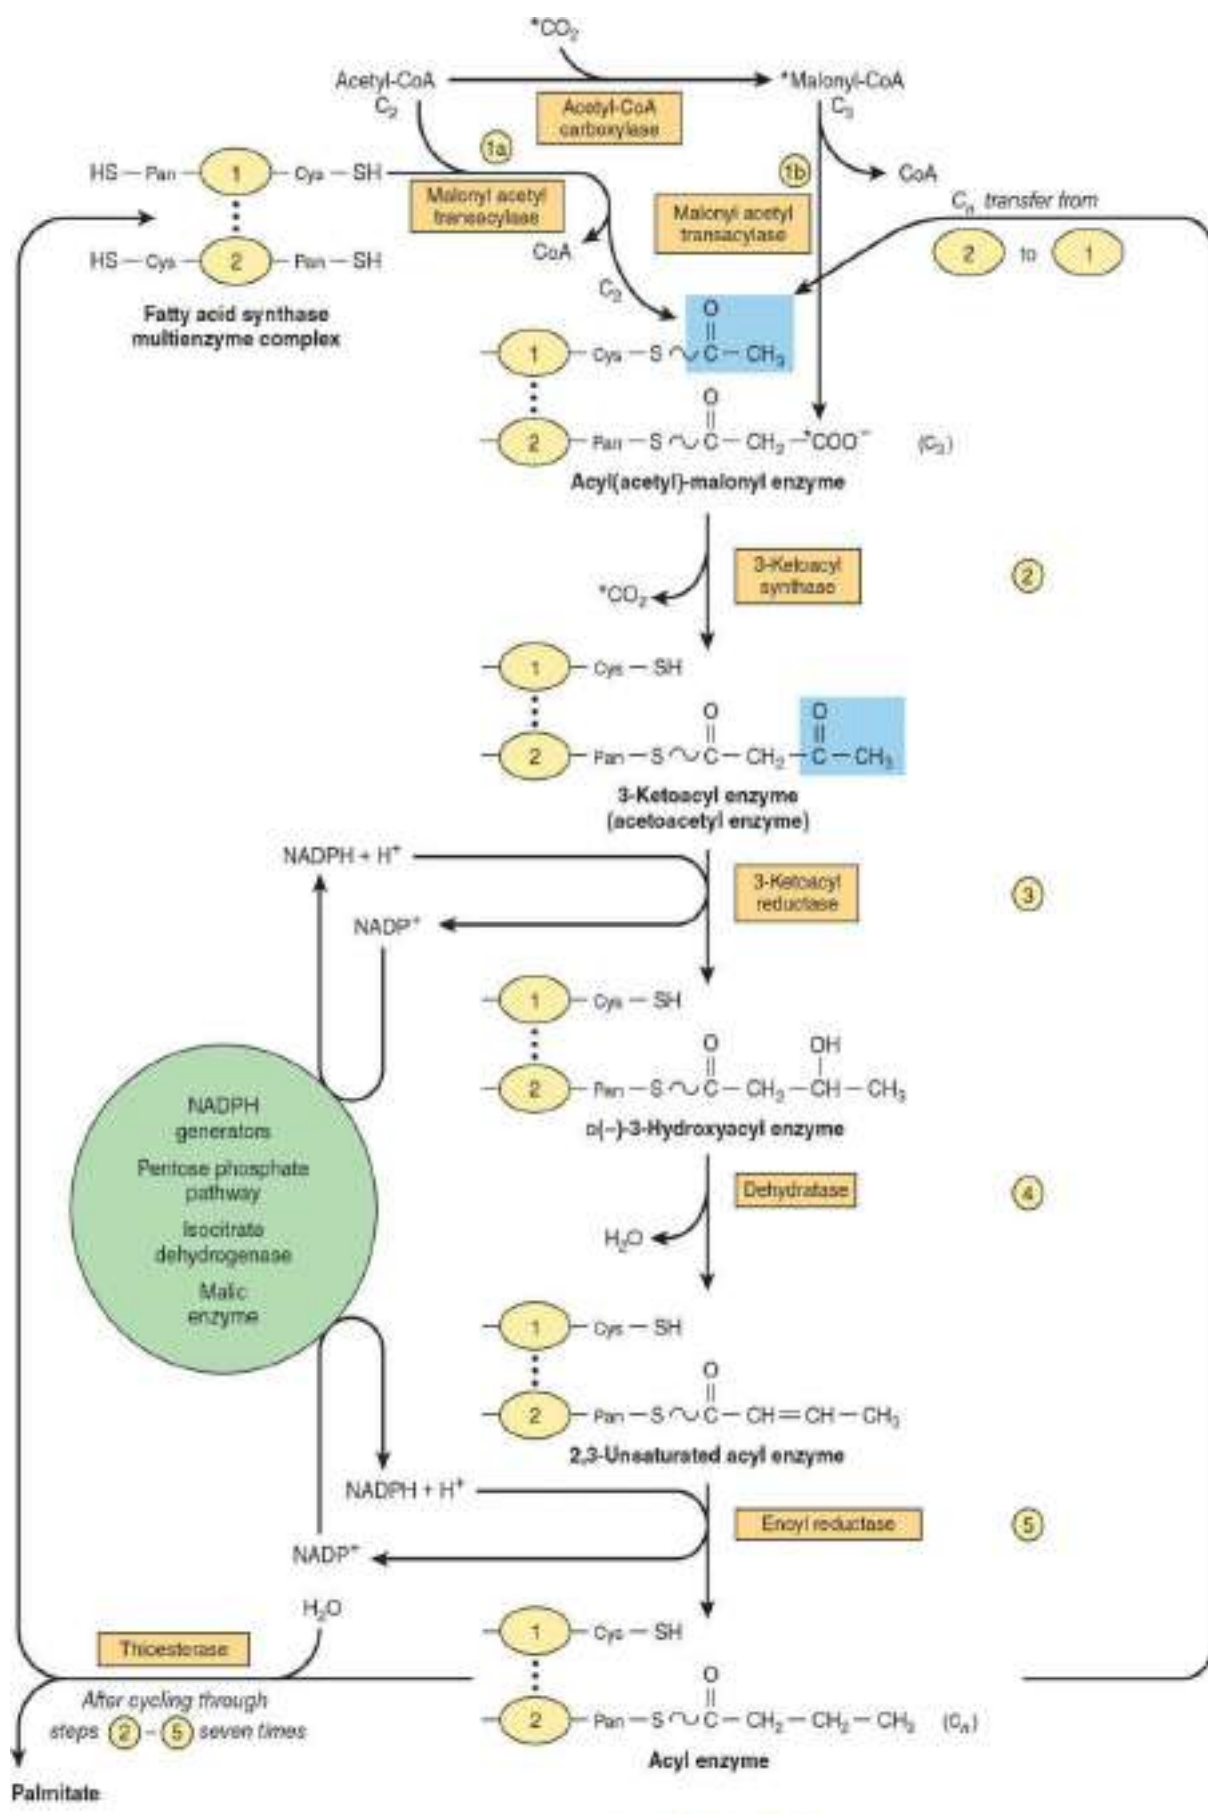 *CO₂
Acetyl-CoA
C₂
*Malonyl-CoA
C₃
Acetyl-CoA
carboxylase
1a
HS — Pan — 1 — Cys — SH
Malonyl acetyl
transacylase
1b
CoA
Malonyl acetyl
transacylase
Cₙ transfer from
2 to 1
HS — Cys — 2 — Pan — SH
CoA
C₂
Fatty acid synthase
multienzyme complex
O
1 — Cys — S ~ C — CH₃
O
2 — Pan — S ~ C — CH₂ — *COO⁻ (C₃)
Acyl(acetyl)-malonyl enzyme
3-Ketoacyl
synthase
2
*CO₂
1 — Cys — SH
O O
2 — Pan — S ~ C — CH₂ — C — CH₃
3-Ketoacyl enzyme
(acetoacetyl enzyme)
NADPH + H⁺
3-Ketoacyl
reductase
3
NADP⁺
1 — Cys — SH
O OH
2 — Pan — S ~ C — CH₂ — CH — CH₃
D(–)-3-Hydroxyacyl enzyme
NADPH
generators
Pentose phosphate
pathway
Isocitrate
dehydrogenase
Malic
enzyme
Dehydratase
4
H₂O
1 — Cys — SH
O
2 — Pan — S ~ C — CH = CH — CH₃
2,3-Unsaturated acyl enzyme
NADPH + H⁺
Enoyl reductase
5
NADP⁺
H₂O
Thioesterase
1 — Cys — SH
After cycling through
steps 2 – 5 seven times
O
2 — Pan — S ~ C — CH₂ — CH₂ — CH₃ (Cₙ)
Acyl enzyme
Palmitate